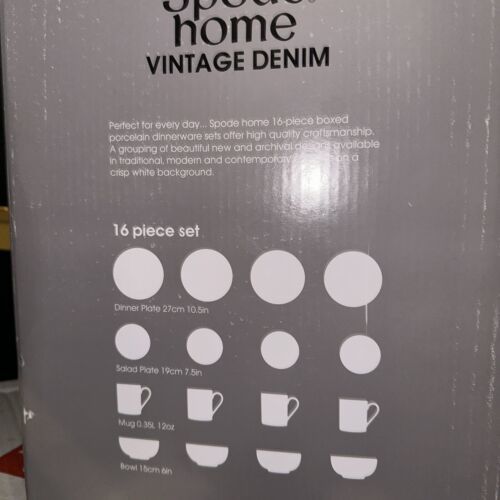 Spode
home
VINTAGE DENIM
Perfect for every day... Spode home 16-piece boxed
porcelain dinnerware sets offer high quality craftsmanship.
A grouping of beautiful new and archival designs available
in traditional, modern and contemporary on a
crisp white background.
16 piece set
Dinner Plate 27cm 10.5in
Salad Plate 19cm 7.5in
Mug 0.35L 12oz
Bowl 15cm 6in